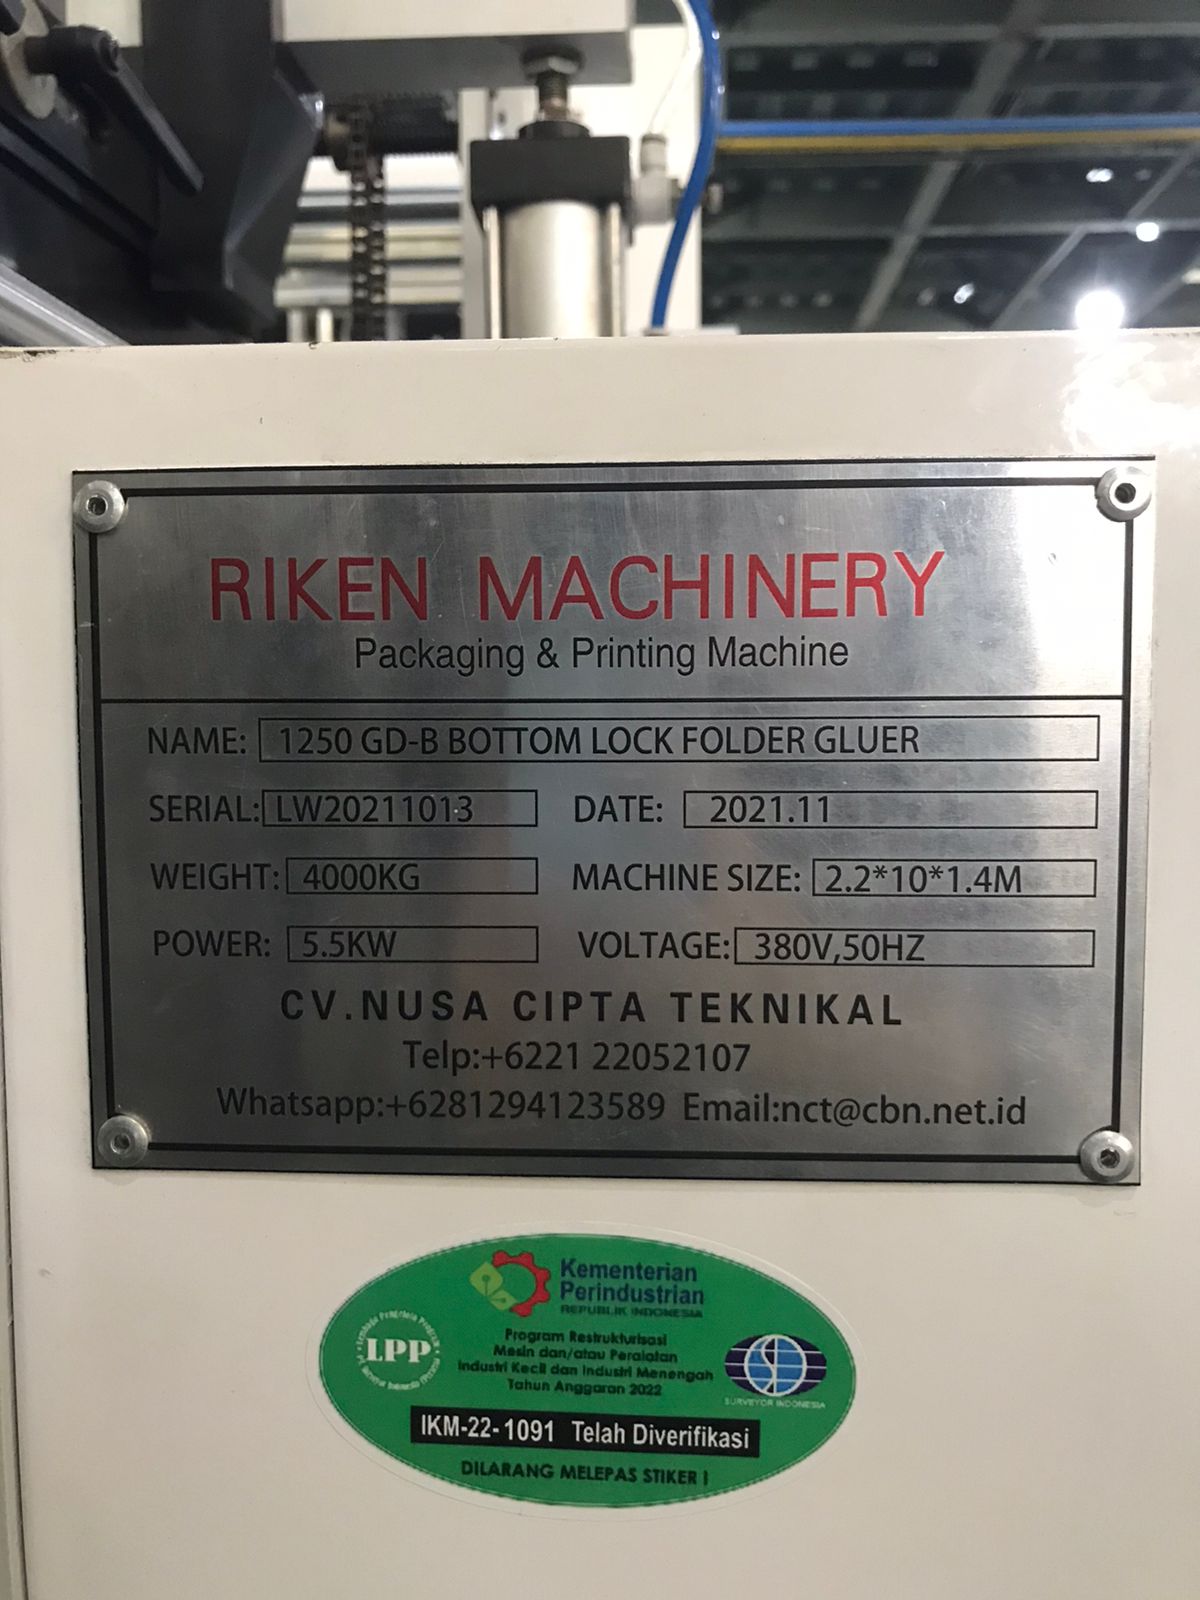 RIKEN MACHINERY
Packaging & Printing Machine
NAME: 1250 GD-B BOTTOM LOCK FOLDER GLUER
SERIAL: LW20211013 DATE: 2021.11
WEIGHT: 4000KG MACHINE SIZE: 2.2*10*1.4M
POWER: 5.5KW VOLTAGE: 380V,50HZ
CV.NUSA CIPTA TEKNIKAL
Telp:+6221 22052107
Whatsapp:+6281294123589 Email:nct@cbn.net.id
Kementerian
Perindustrian
REPUBLIK INDONESIA
Program Restrukturisasi
Mesin dan/atau Peralatan
Industri Kecil dan Industri Menengah
Tahun Anggaran 2022
LPP
SURVEYOR INDONESIA
IKM-22-1091 Telah Diverifikasi
DILARANG MELEPAS STIKER !